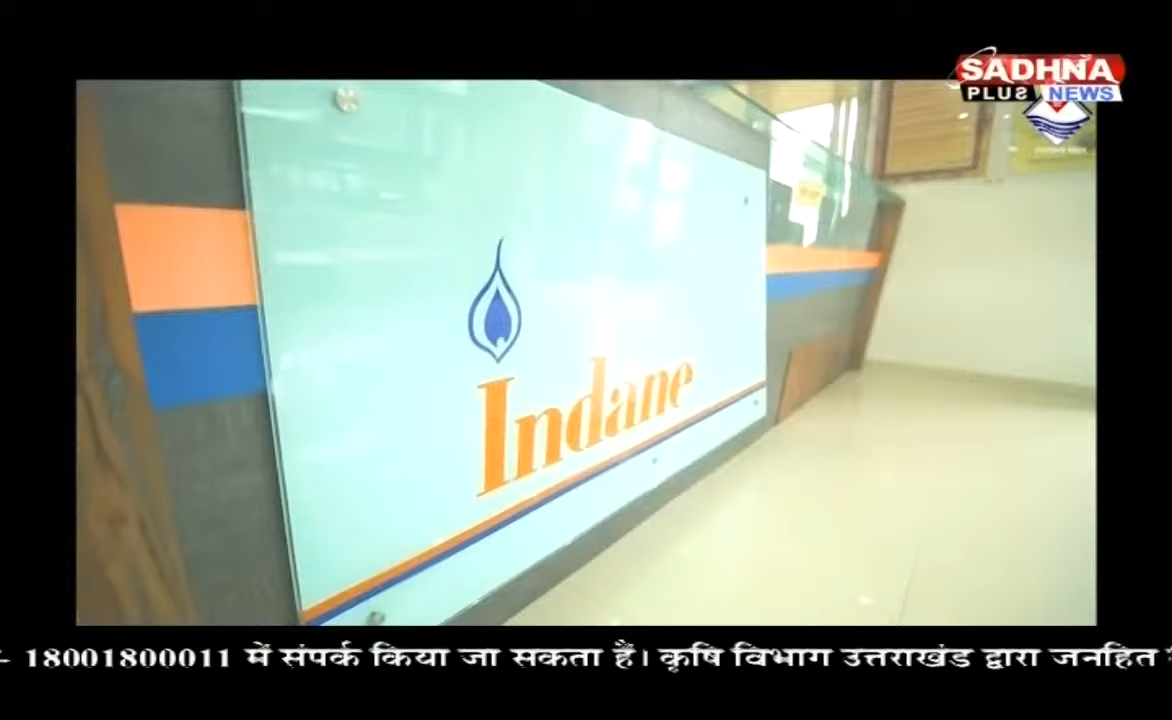 SADHNA
PLUS NEWS
Indane
- 18001800011 में संपर्क किया जा सकता हैं। कृषि विभाग उत्तराखंड द्वारा जनहित